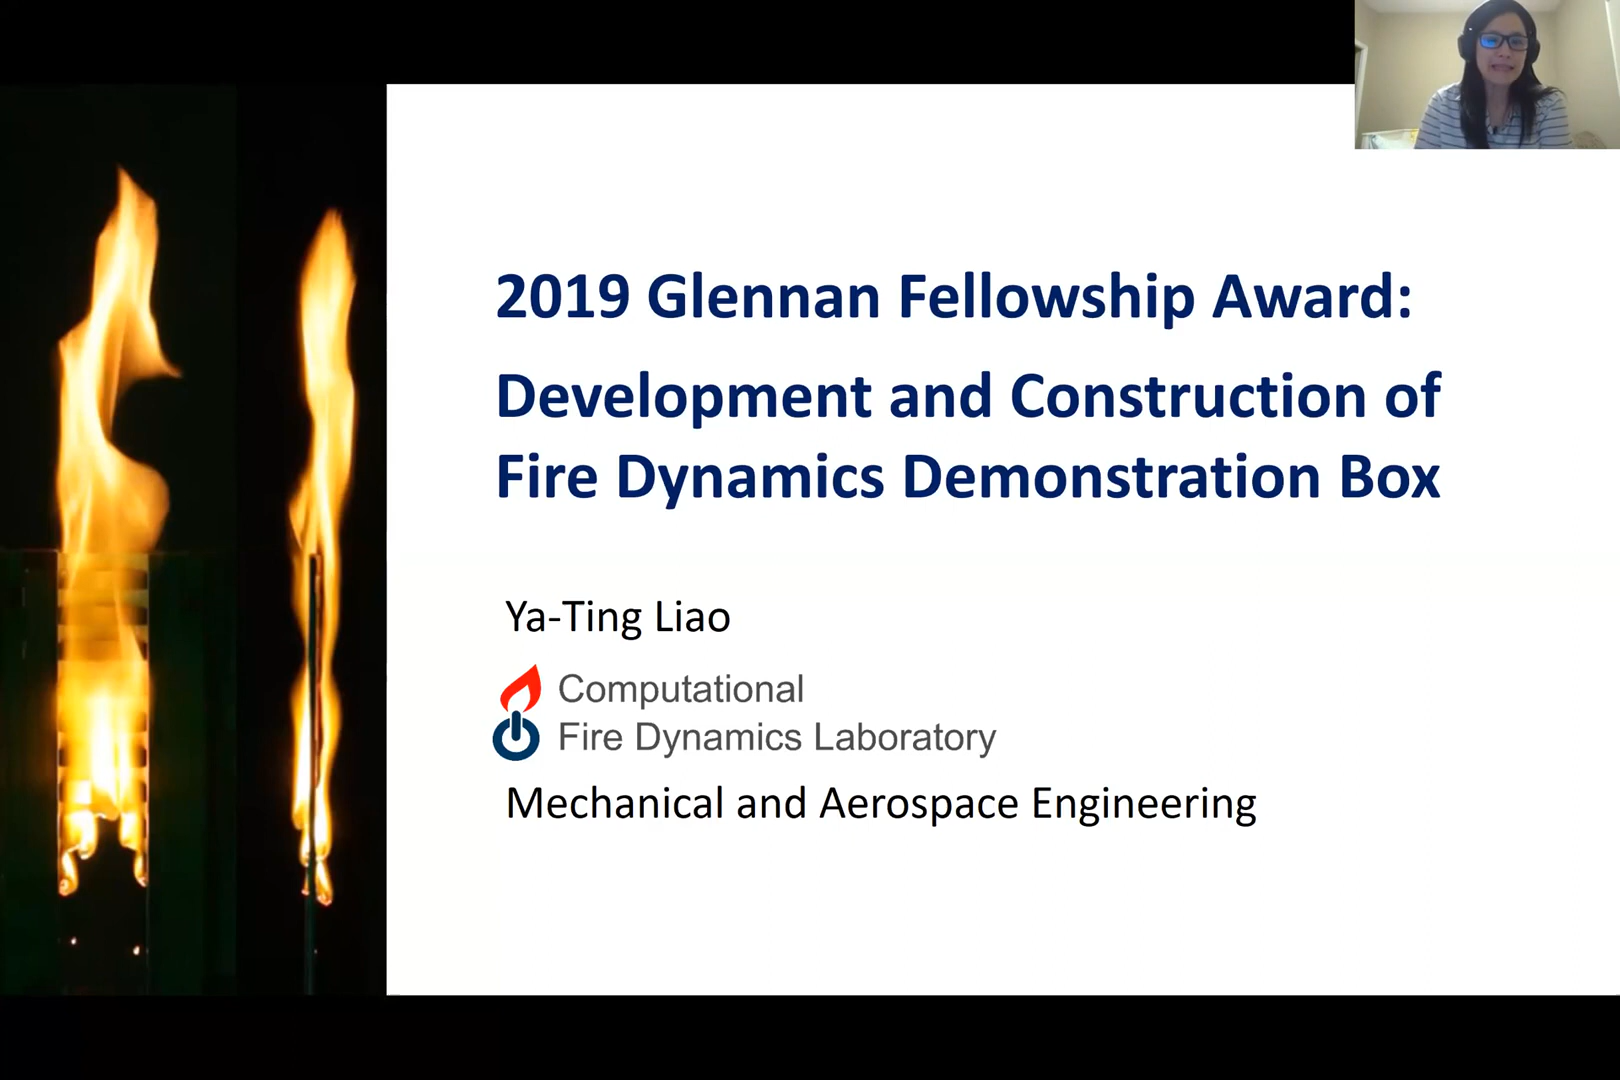 2019 Glennan Fellowship Award:
Development and Construction of
Fire Dynamics Demonstration Box
Ya-Ting Liao
Computational
Fire Dynamics Laboratory
Mechanical and Aerospace Engineering